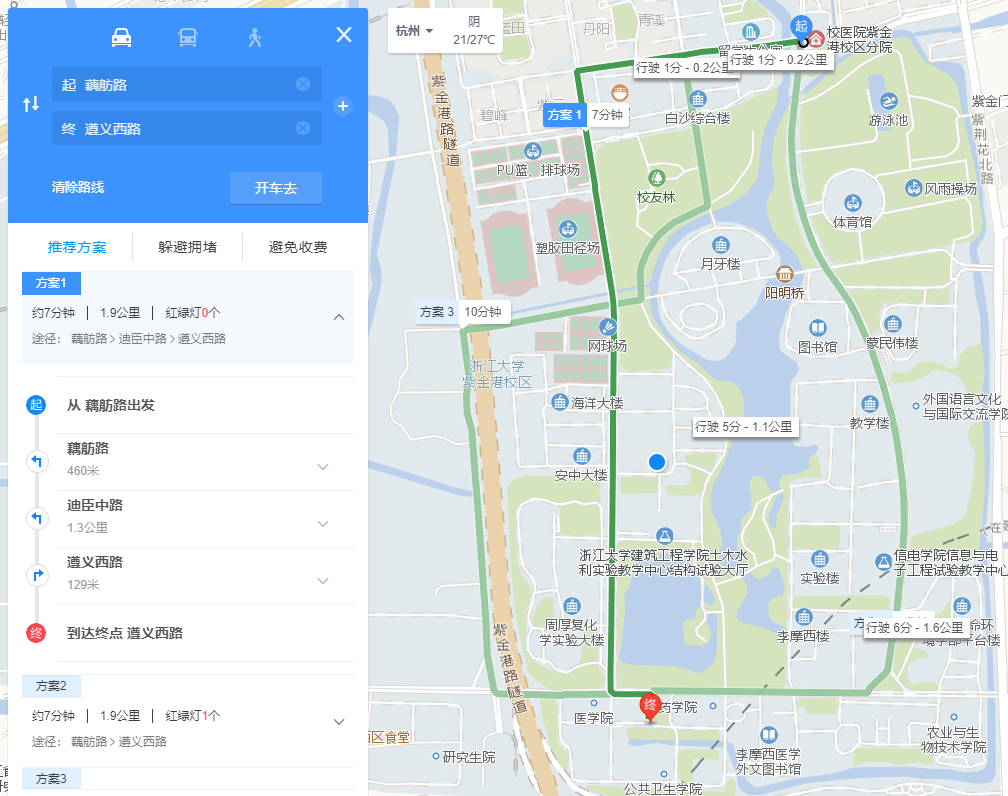 起 藕舫路
终 遵义西路
清除路线
开车去
推荐方案
躲避拥堵
避免收费
方案1
约7分钟 | 1.9公里 | 红绿灯0个
途径: 藕舫路 > 迪臣中路 > 遵义西路
起 从 藕舫路出发
藕舫路
460米
迪臣中路
1.3公里
遵义西路
129米
终 到达终点 遵义西路
方案2
约7分钟 | 1.9公里 | 红绿灯1个
途径: 藕舫路 > 遵义西路
方案3
杭州
阴
21/27℃
蓝田
丹阳
青溪
起
校医院紫金
港校区分院
行驶 1分 - 0.2公里
行驶 1分 - 0.2公里
紫金港路隧道
碧峰
方案 1 7分钟
白沙综合楼
游泳池
紫金门
紫荆花北路
PU篮、排球场
校友林
风雨操场
体育馆
塑胶田径场
月牙楼
阳明桥
方案 3 10分钟
网球场
图书馆
蒙民伟楼
浙江大学
紫金港校区
海洋大楼
外国语言文化
与国际交流学院
教学楼
行驶 5分 - 1.1公里
安中大楼
浙江大学建筑工程学院土木水
利实验教学中心结构试验大厅
信电学院信息与电
子工程试验教学中心
实验楼
周厚复化
学实验大楼
李摩西楼
行驶 6分 - 1.6公里
紫金港路隧道
终
药学院
医学院
西区食堂
研究生院
李摩西医学
外文图书馆
农业与生
物技术学院
公共卫生学院